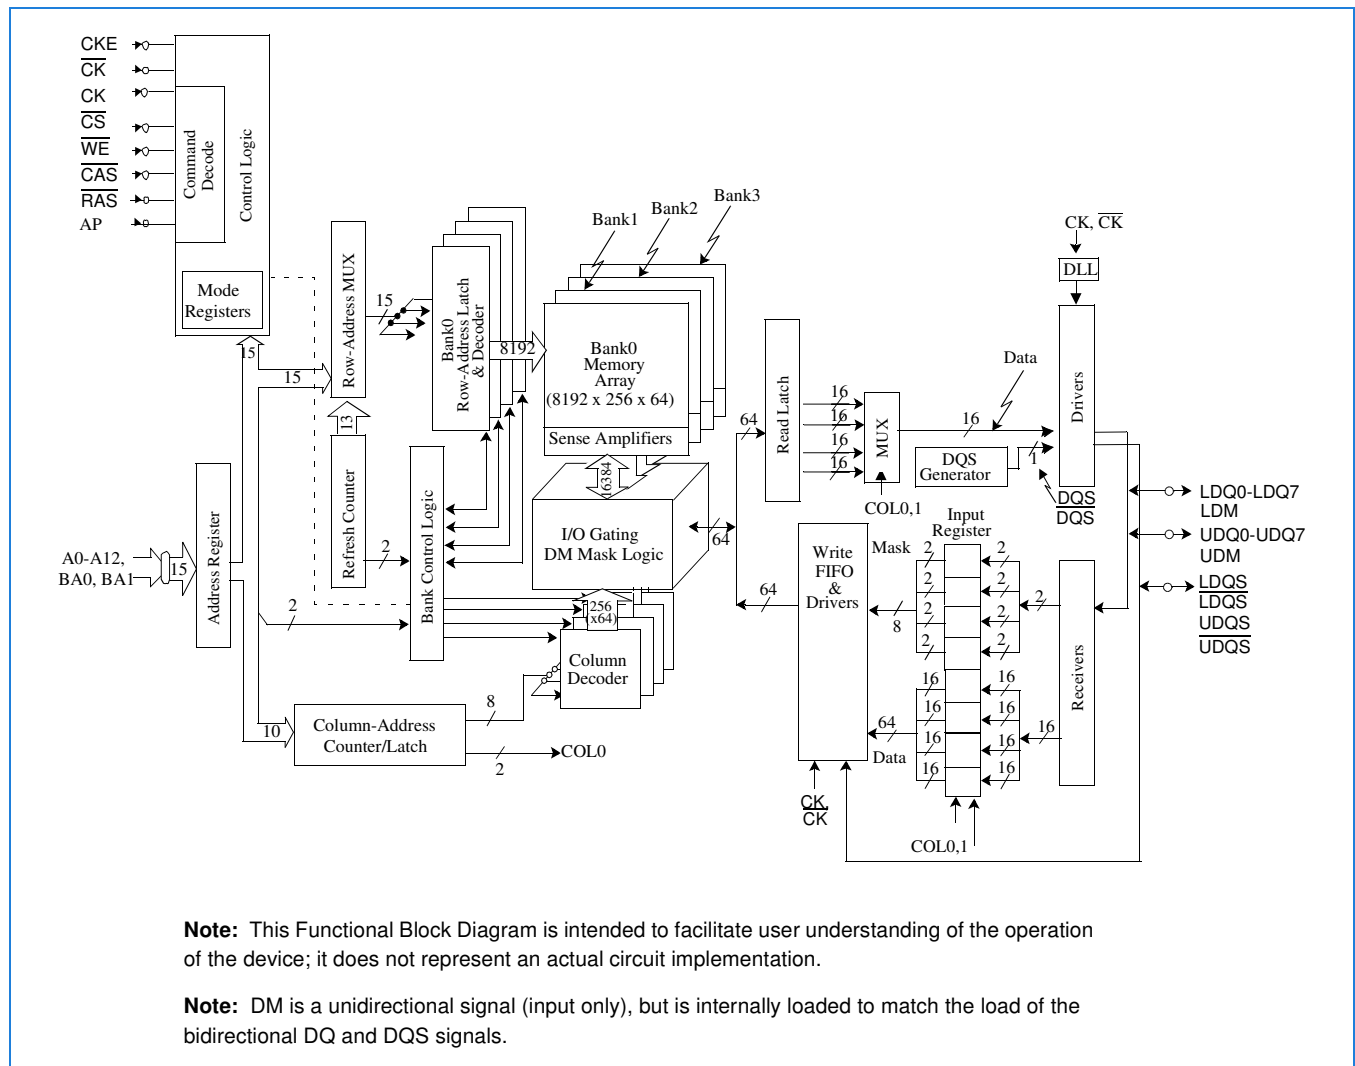 CKE
CK
CK
CS
WE
CAS
RAS
AP
Command
Decode
Control Logic
Mode
Registers
15
15
Row-Address MUX
13
Refresh Counter
15
Bank0
Row-Address Latch
& Decoder
8192
Bank1
Bank2
Bank3
Bank0
Memory
Array
(8192 x 256 x 64)
Sense Amplifiers
16384
I/O Gating
DM Mask Logic
64
A0-A12,
BA0, BA1
15
Address Register
2
2
Bank Control Logic
256
(x64)
Column
Decoder
10
Column-Address
Counter/Latch
8
2
COL0
64
Read Latch
16
16
16
16
MUX
COL0,1
16
Data
DQS
Generator
1
DQS
DQS
CK, CK
DLL
Drivers
LDQ0-LDQ7
LDM
UDQ0-UDQ7
UDM
LDQS
LDQS
UDQS
UDQS
64
Write
FIFO
&
Drivers
Mask
8
2
2
2
2
Input
Register
2
2
2
2
2
Receivers
64
Data
16
16
16
16
16
16
16
16
16
CK,
CK
COL0,1
Note: This Functional Block Diagram is intended to facilitate user understanding of the operation
of the device; it does not represent an actual circuit implementation.
Note: DM is a unidirectional signal (input only), but is internally loaded to match the load of the
bidirectional DQ and DQS signals.